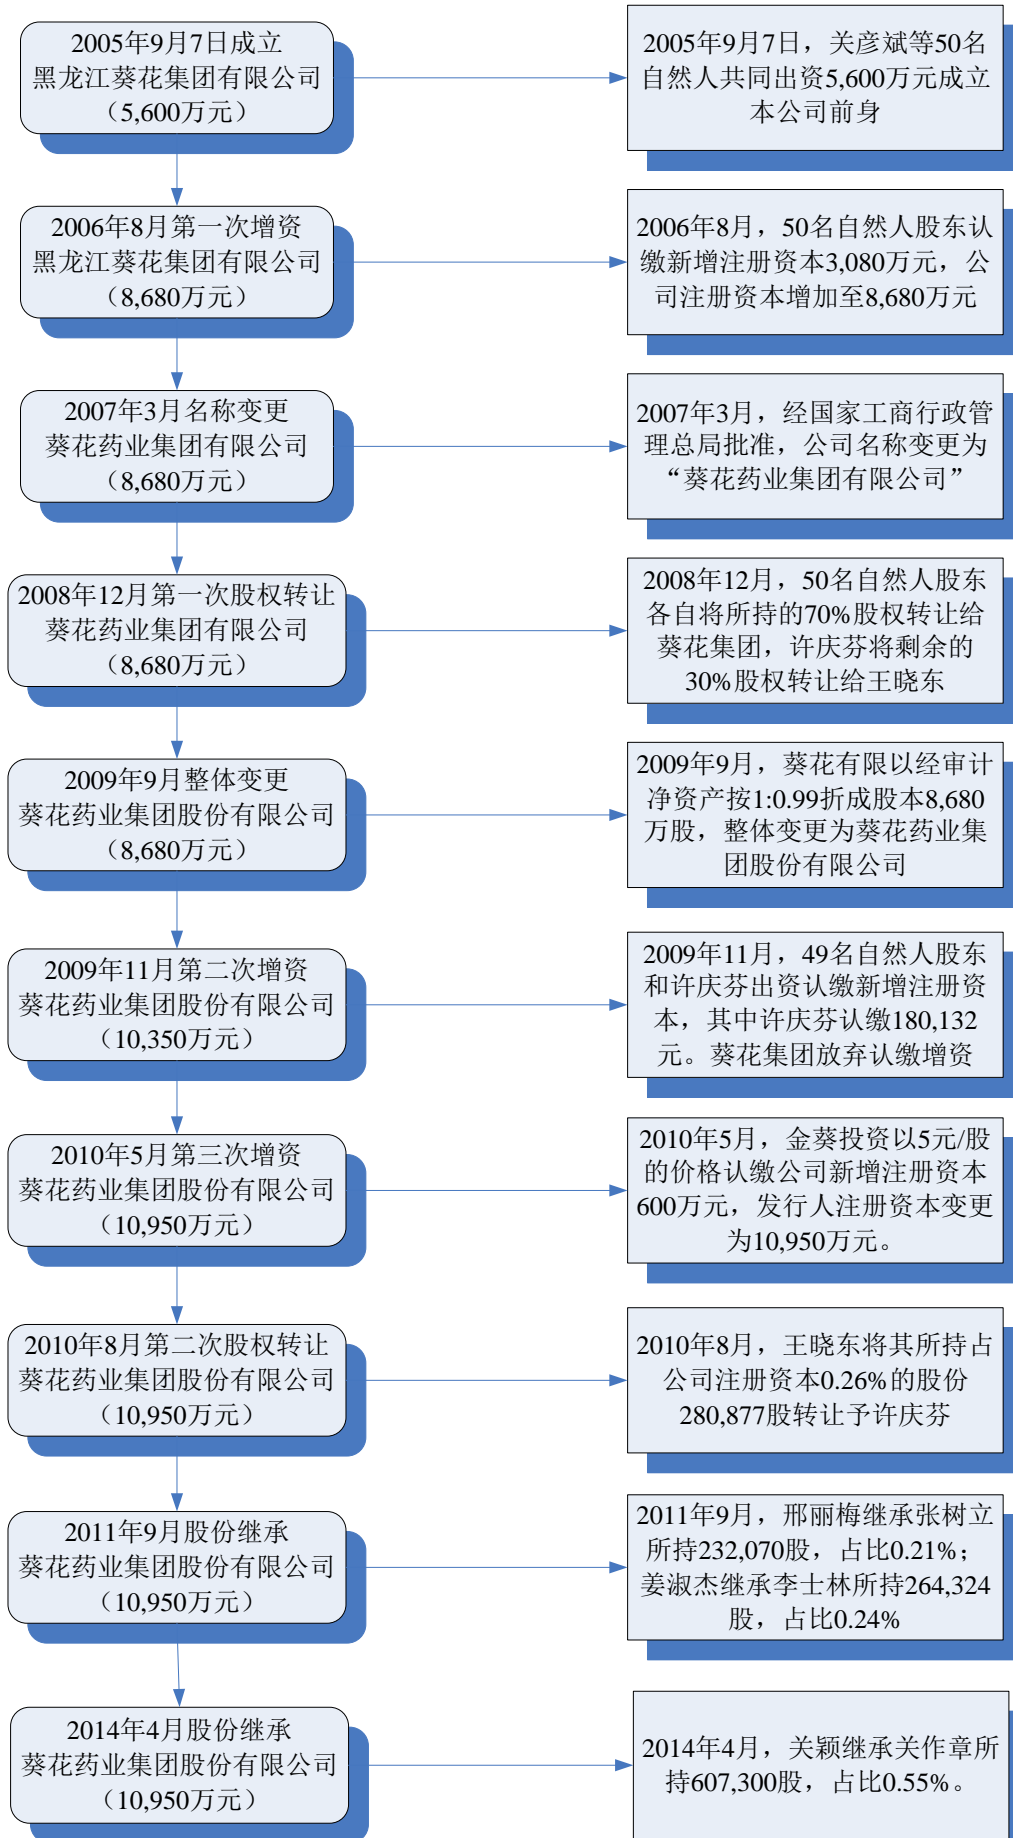 2005年9月7日成立
黑龙江葵花集团有限公司
（5,600万元）
2005年9月7日，关彦斌等50名
自然人共同出资5,600万元成立
本公司前身
2006年8月第一次增资
黑龙江葵花集团有限公司
（8,680万元）
2006年8月，50名自然人股东认
缴新增注册资本3,080万元，公
司注册资本增加至8,680万元
2007年3月名称变更
葵花药业集团有限公司
（8,680万元）
2007年3月，经国家工商行政管
理总局批准，公司名称变更为
“葵花药业集团有限公司”
2008年12月第一次股权转让
葵花药业集团有限公司
（8,680万元）
2008年12月，50名自然人股东
各自将所持的70%股权转让给
葵花集团，许庆芬将剩余的
30%股权转让给王晓东
2009年9月整体变更
葵花药业集团股份有限公司
（8,680万元）
2009年9月，葵花有限以经审计
净资产按1:0.99折成股本8,680
万股，整体变更为葵花药业集
团股份有限公司
2009年11月第二次增资
葵花药业集团股份有限公司
（10,350万元）
2009年11月，49名自然人股东
和许庆芬出资认缴新增注册资
本，其中许庆芬认缴180,132
元。葵花集团放弃认缴增资
2010年5月第三次增资
葵花药业集团股份有限公司
（10,950万元）
2010年5月，金葵投资以5元/股
的价格认缴公司新增注册资本
600万元，发行人注册资本变更
为10,950万元。
2010年8月第二次股权转让
葵花药业集团股份有限公司
（10,950万元）
2010年8月，王晓东将其所持占
公司注册资本0.26%的股份
280,877股转让予许庆芬
2011年9月股份继承
葵花药业集团股份有限公司
（10,950万元）
2011年9月，邢丽梅继承张树立
所持232,070股，占比0.21%；
姜淑杰继承李士林所持264,324
股，占比0.24%
2014年4月股份继承
葵花药业集团股份有限公司
（10,950万元）
2014年4月，关颖继承关作章所
持607,300股，占比0.55%。